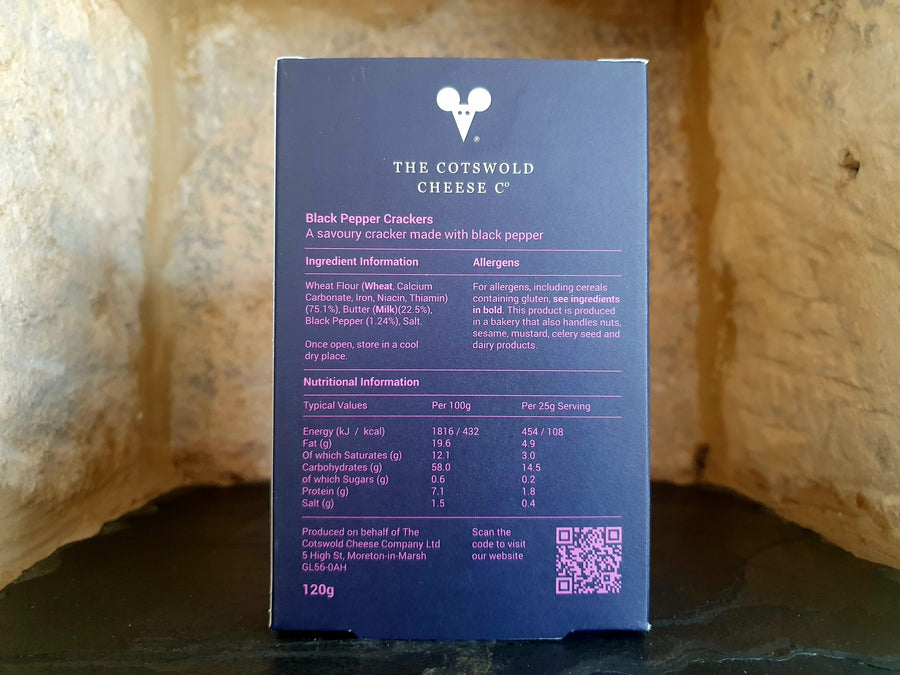 THE COTSWOLD
CHEESE Cº
Black Pepper Crackers
A savoury cracker made with black pepper
Ingredient Information
Wheat Flour (Wheat, Calcium
Carbonate, Iron, Niacin, Thiamin)
(75.1%), Butter (Milk)(22.5%),
Black Pepper (1.24%), Salt.
Once open, store in a cool
dry place.
Allergens
For allergens, including cereals
containing gluten, see ingredients
in bold. This product is produced
in a bakery that also handles nuts,
sesame, mustard, celery seed and
dairy products.
Nutritional Information
Typical Values Per 100g Per 25g Serving
Energy (kJ / kcal) 1816 / 432 454 / 108
Fat (g) 19.6 4.9
Of which Saturates (g) 12.1 3.0
Carbohydrates (g) 58.0 14.5
of which Sugars (g) 0.6 0.2
Protein (g) 7.1 1.8
Salt (g) 1.5 0.4
Produced on behalf of The
Cotswold Cheese Company Ltd
5 High St, Moreton-in-Marsh
GL56-0AH
120g
Scan the
code to visit
our website